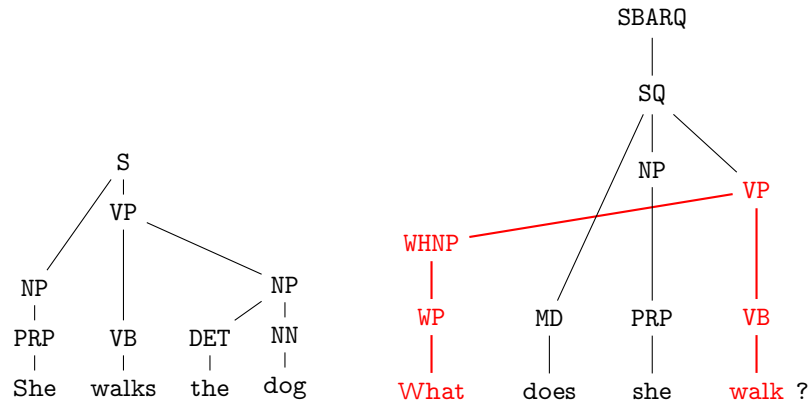 SBARQ
SQ
S
NP
VP
VP
WHNP
NP
NP
PRP
VB
DET
NN
WP
MD
PRP
VB
She walks the dog
What does she walk ?